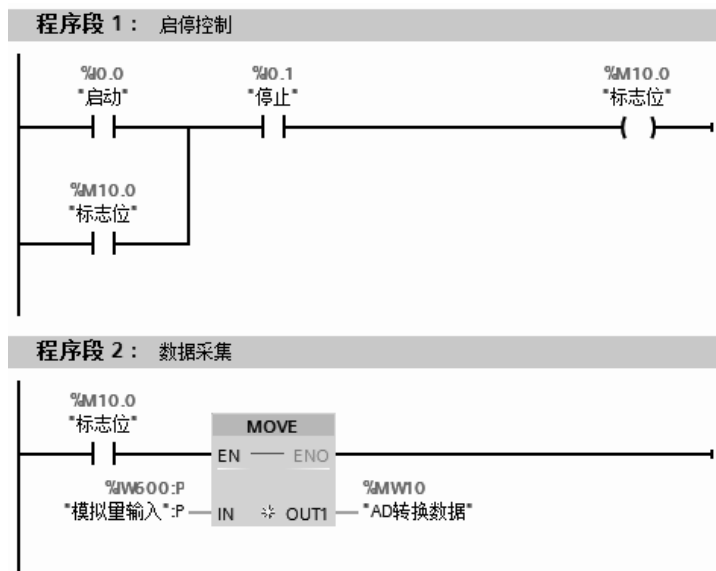 程序段 1： 启停控制
%I0.0 %I0.1 %M10.0
"启动" "停止" "标志位"
%M10.0
"标志位"
程序段 2： 数据采集
%M10.0
"标志位"
MOVE
EN ENO
%IW600:P %MW10
"模拟量输入":P IN OUT1 "AD转换数据"